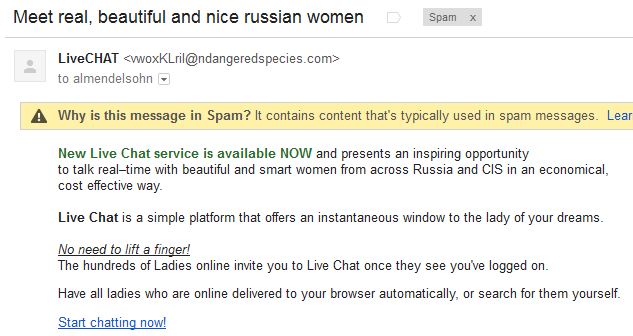 Meet real, beautiful and nice russian women Spam x
LiveCHAT <vwoxKLril@ndangeredspecies.com>
to almendelsohn
Why is this message in Spam? It contains content that's typically used in spam messages. Lear
New Live Chat service is available NOW and presents an inspiring opportunity
to talk real–time with beautiful and smart women from across Russia and CIS in an economical,
cost effective way.
Live Chat is a simple platform that offers an instantaneous window to the lady of your dreams.
No need to lift a finger!
The hundreds of Ladies online invite you to Live Chat once they see you've logged on.
Have all ladies who are online delivered to your browser automatically, or search for them yourself.
Start chatting now!